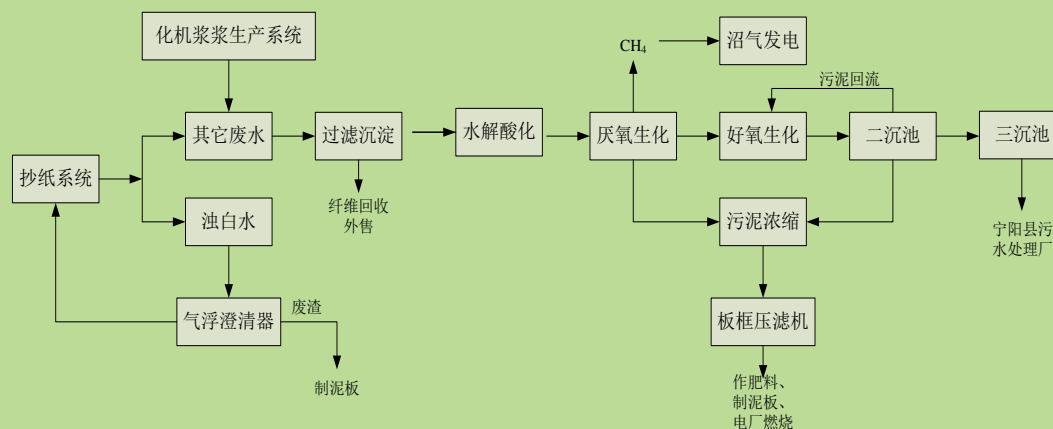 化机浆浆生产系统
CH₄
沼气发电
污泥回流
其它废水
过滤沉淀
水解酸化
厌氧生化
好氧生化
二沉池
三沉池
抄纸系统
纤维回收
外售
浊白水
污泥浓缩
宁阳县污
水处理厂
气浮澄清器
废渣
板框压滤机
制泥板
作肥料、
制泥板、
电厂燃烧